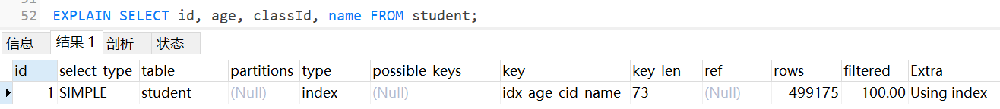 52 EXPLAIN SELECT id, age, classId, name FROM student;
信息 结果 1 剖析 状态
id select_type table partitions type possible_keys key key_len ref rows filtered Extra
1 SIMPLE student (Null) index (Null) idx_age_cid_name 73 (Null) 499175 100.00 Using index